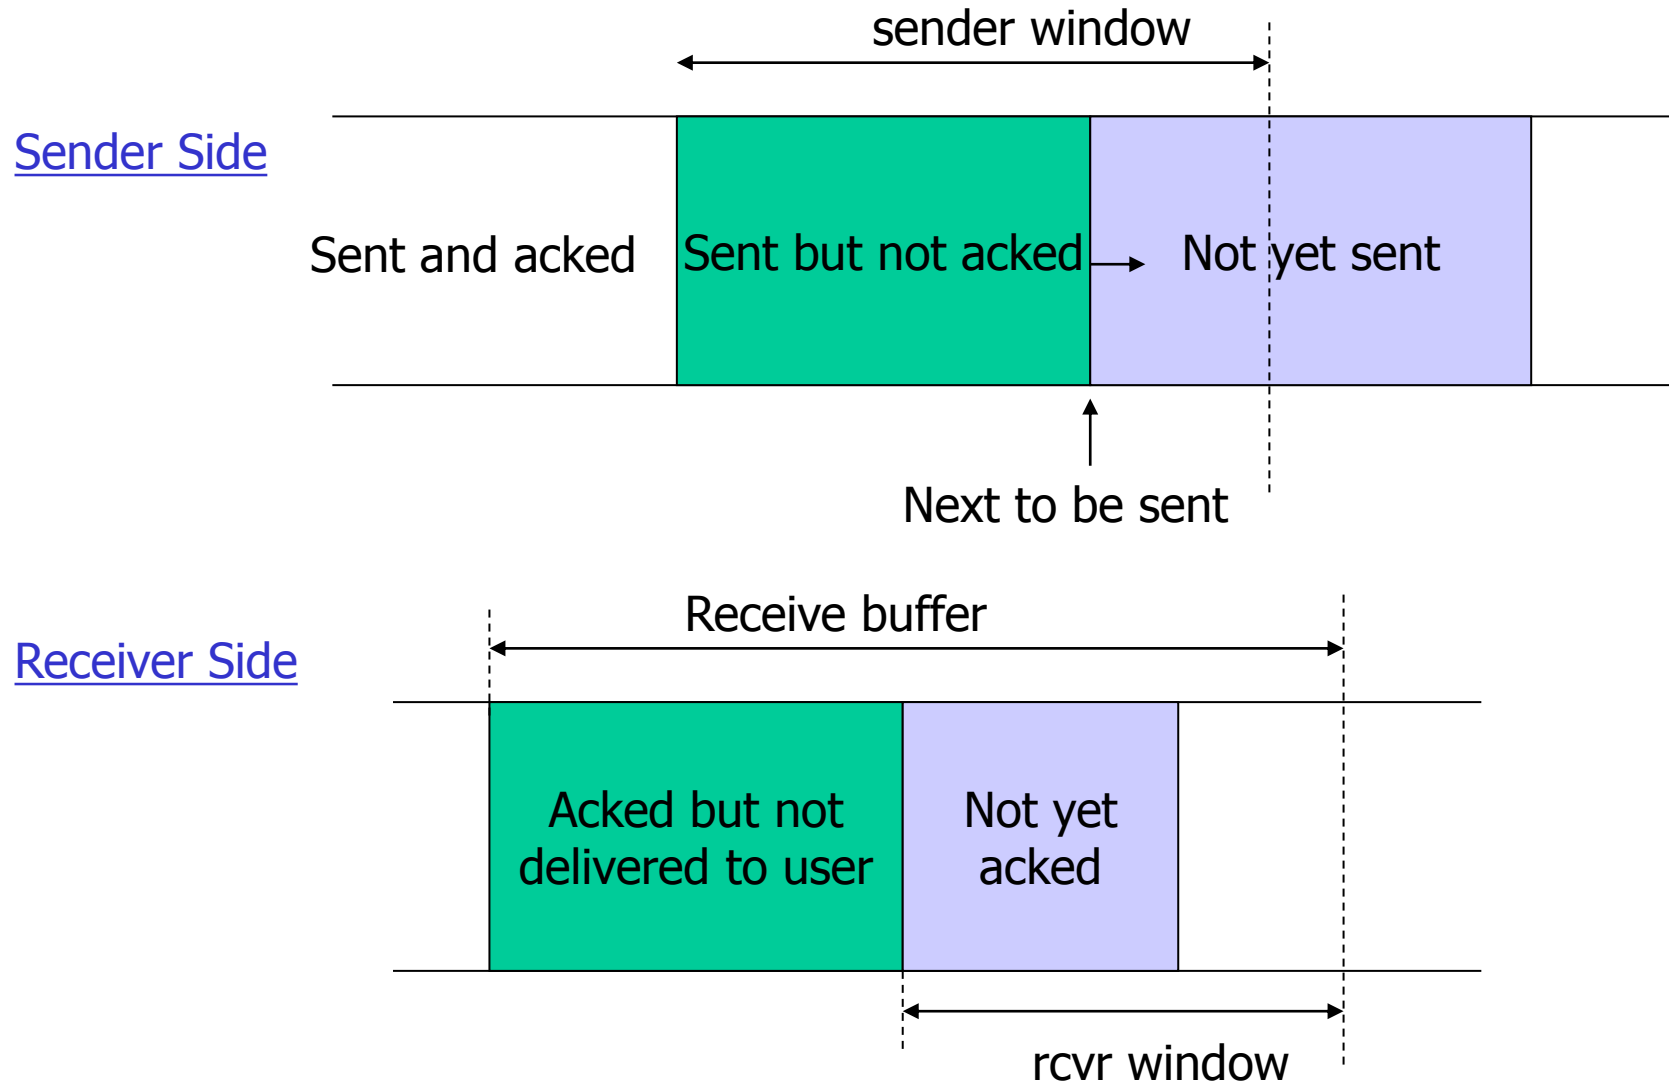 sender window
Sender Side
Sent and acked
Sent but not acked
Not yet sent
Next to be sent
Receive buffer
Receiver Side
Acked but not
delivered to user
Not yet
acked
rcvr window